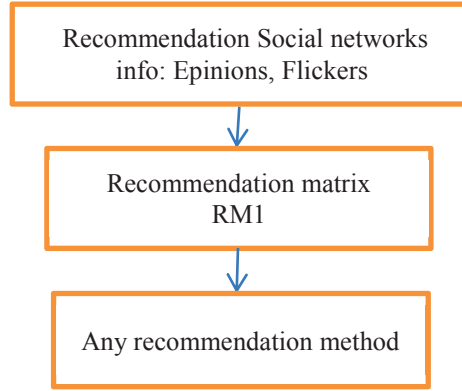 Recommendation Social networks
info: Epinions, Flickers
Recommendation matrix
RM1
Any recommendation method